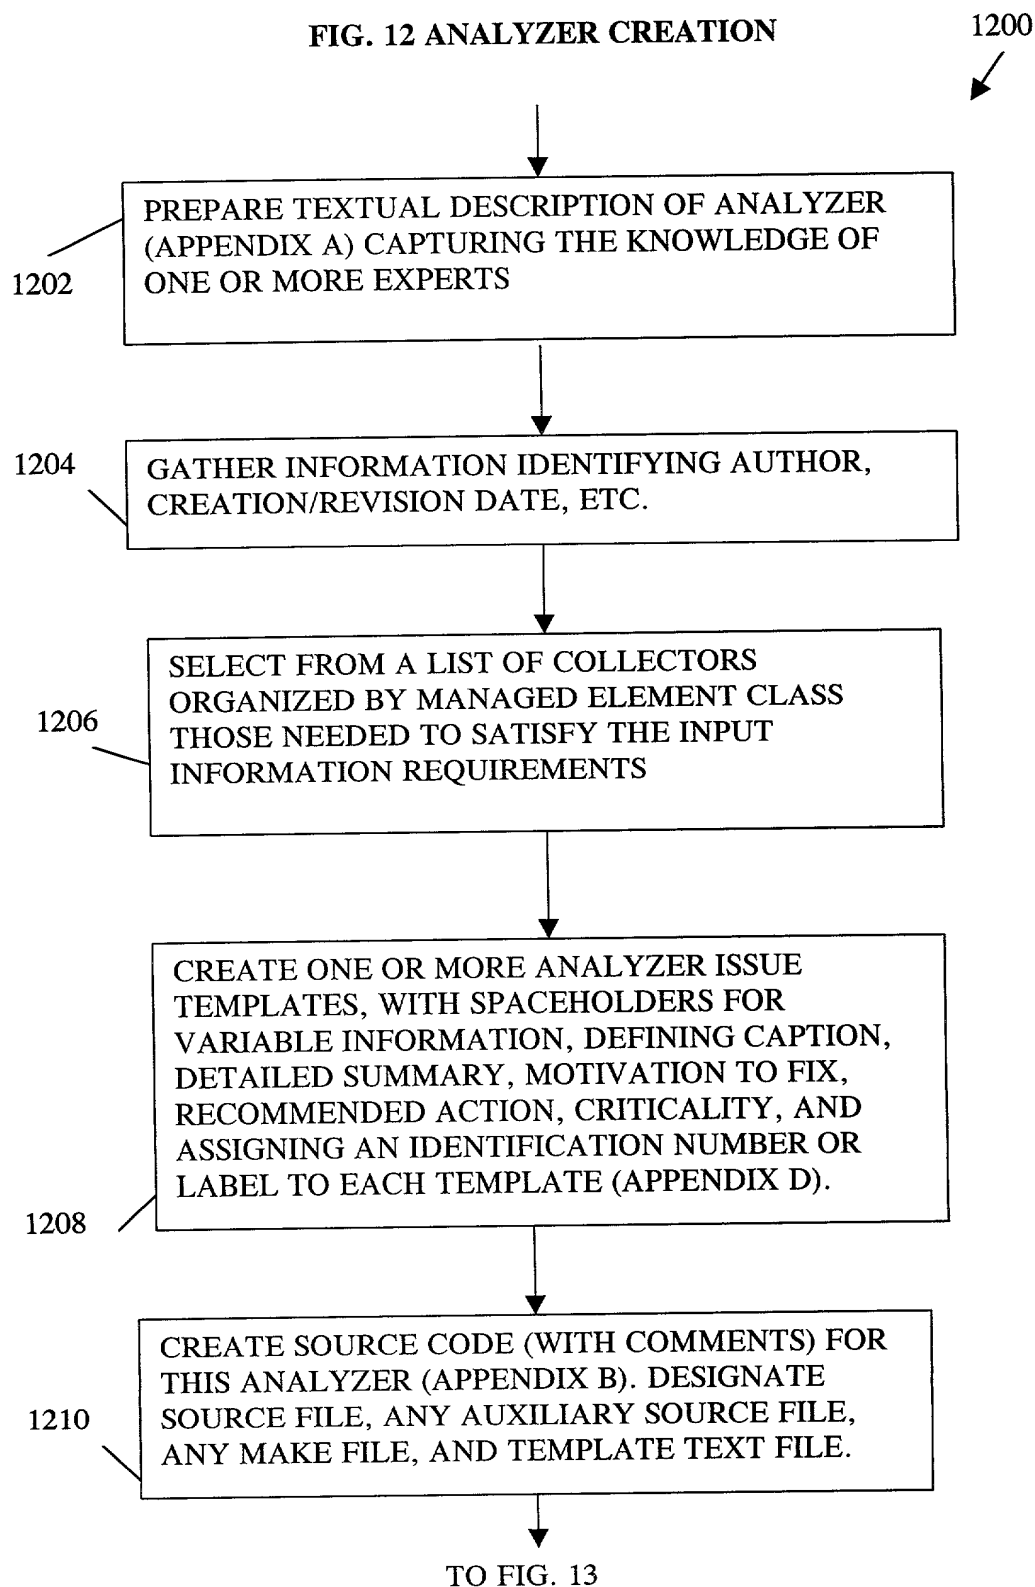 FIG. 12 ANALYZER CREATION
1200
PREPARE TEXTUAL DESCRIPTION OF ANALYZER
(APPENDIX A) CAPTURING THE KNOWLEDGE OF
ONE OR MORE EXPERTS
1202
1204
GATHER INFORMATION IDENTIFYING AUTHOR,
CREATION/REVISION DATE, ETC.
SELECT FROM A LIST OF COLLECTORS
ORGANIZED BY MANAGED ELEMENT CLASS
THOSE NEEDED TO SATISFY THE INPUT
INFORMATION REQUIREMENTS
1206
CREATE ONE OR MORE ANALYZER ISSUE
TEMPLATES, WITH SPACEHOLDERS FOR
VARIABLE INFORMATION, DEFINING CAPTION,
DETAILED SUMMARY, MOTIVATION TO FIX,
RECOMMENDED ACTION, CRITICALITY, AND
ASSIGNING AN IDENTIFICATION NUMBER OR
LABEL TO EACH TEMPLATE (APPENDIX D).
1208
CREATE SOURCE CODE (WITH COMMENTS) FOR
THIS ANALYZER (APPENDIX B). DESIGNATE
SOURCE FILE, ANY AUXILIARY SOURCE FILE,
ANY MAKE FILE, AND TEMPLATE TEXT FILE.
1210
TO FIG. 13